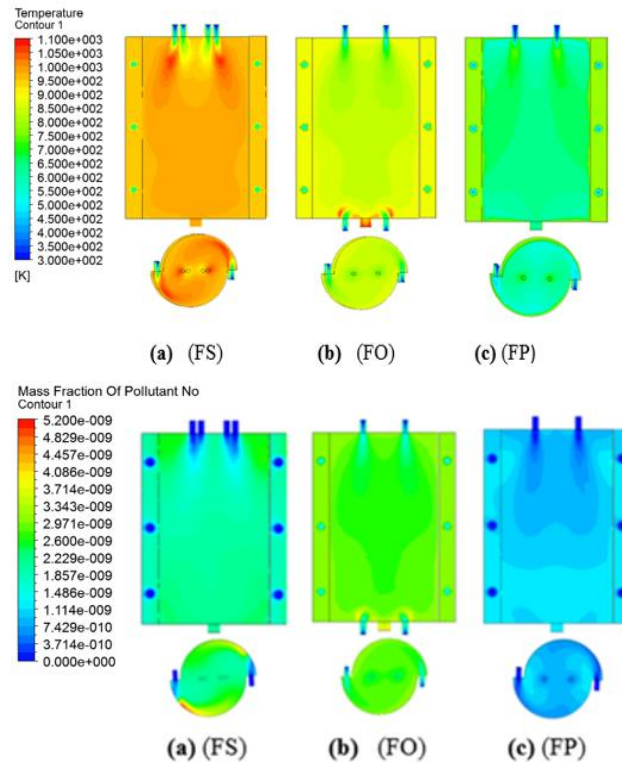 Temperature
Contour 1
1.100e+003
1.050e+003
1.000e+003
9.500e+002
9.000e+002
8.500e+002
8.000e+002
7.500e+002
7.000e+002
6.500e+002
6.000e+002
5.500e+002
5.000e+002
4.500e+002
4.000e+002
3.500e+002
3.000e+002
[K]
(a) (FS) (b) (FO) (c) (FP)
Mass Fraction Of Pollutant No
Contour 1
5.200e-009
4.829e-009
4.457e-009
4.086e-009
3.714e-009
3.343e-009
2.971e-009
2.600e-009
2.229e-009
1.857e-009
1.486e-009
1.114e-009
7.429e-010
3.714e-010
0.000e+000
(a) (FS) (b) (FO) (c) (FP)